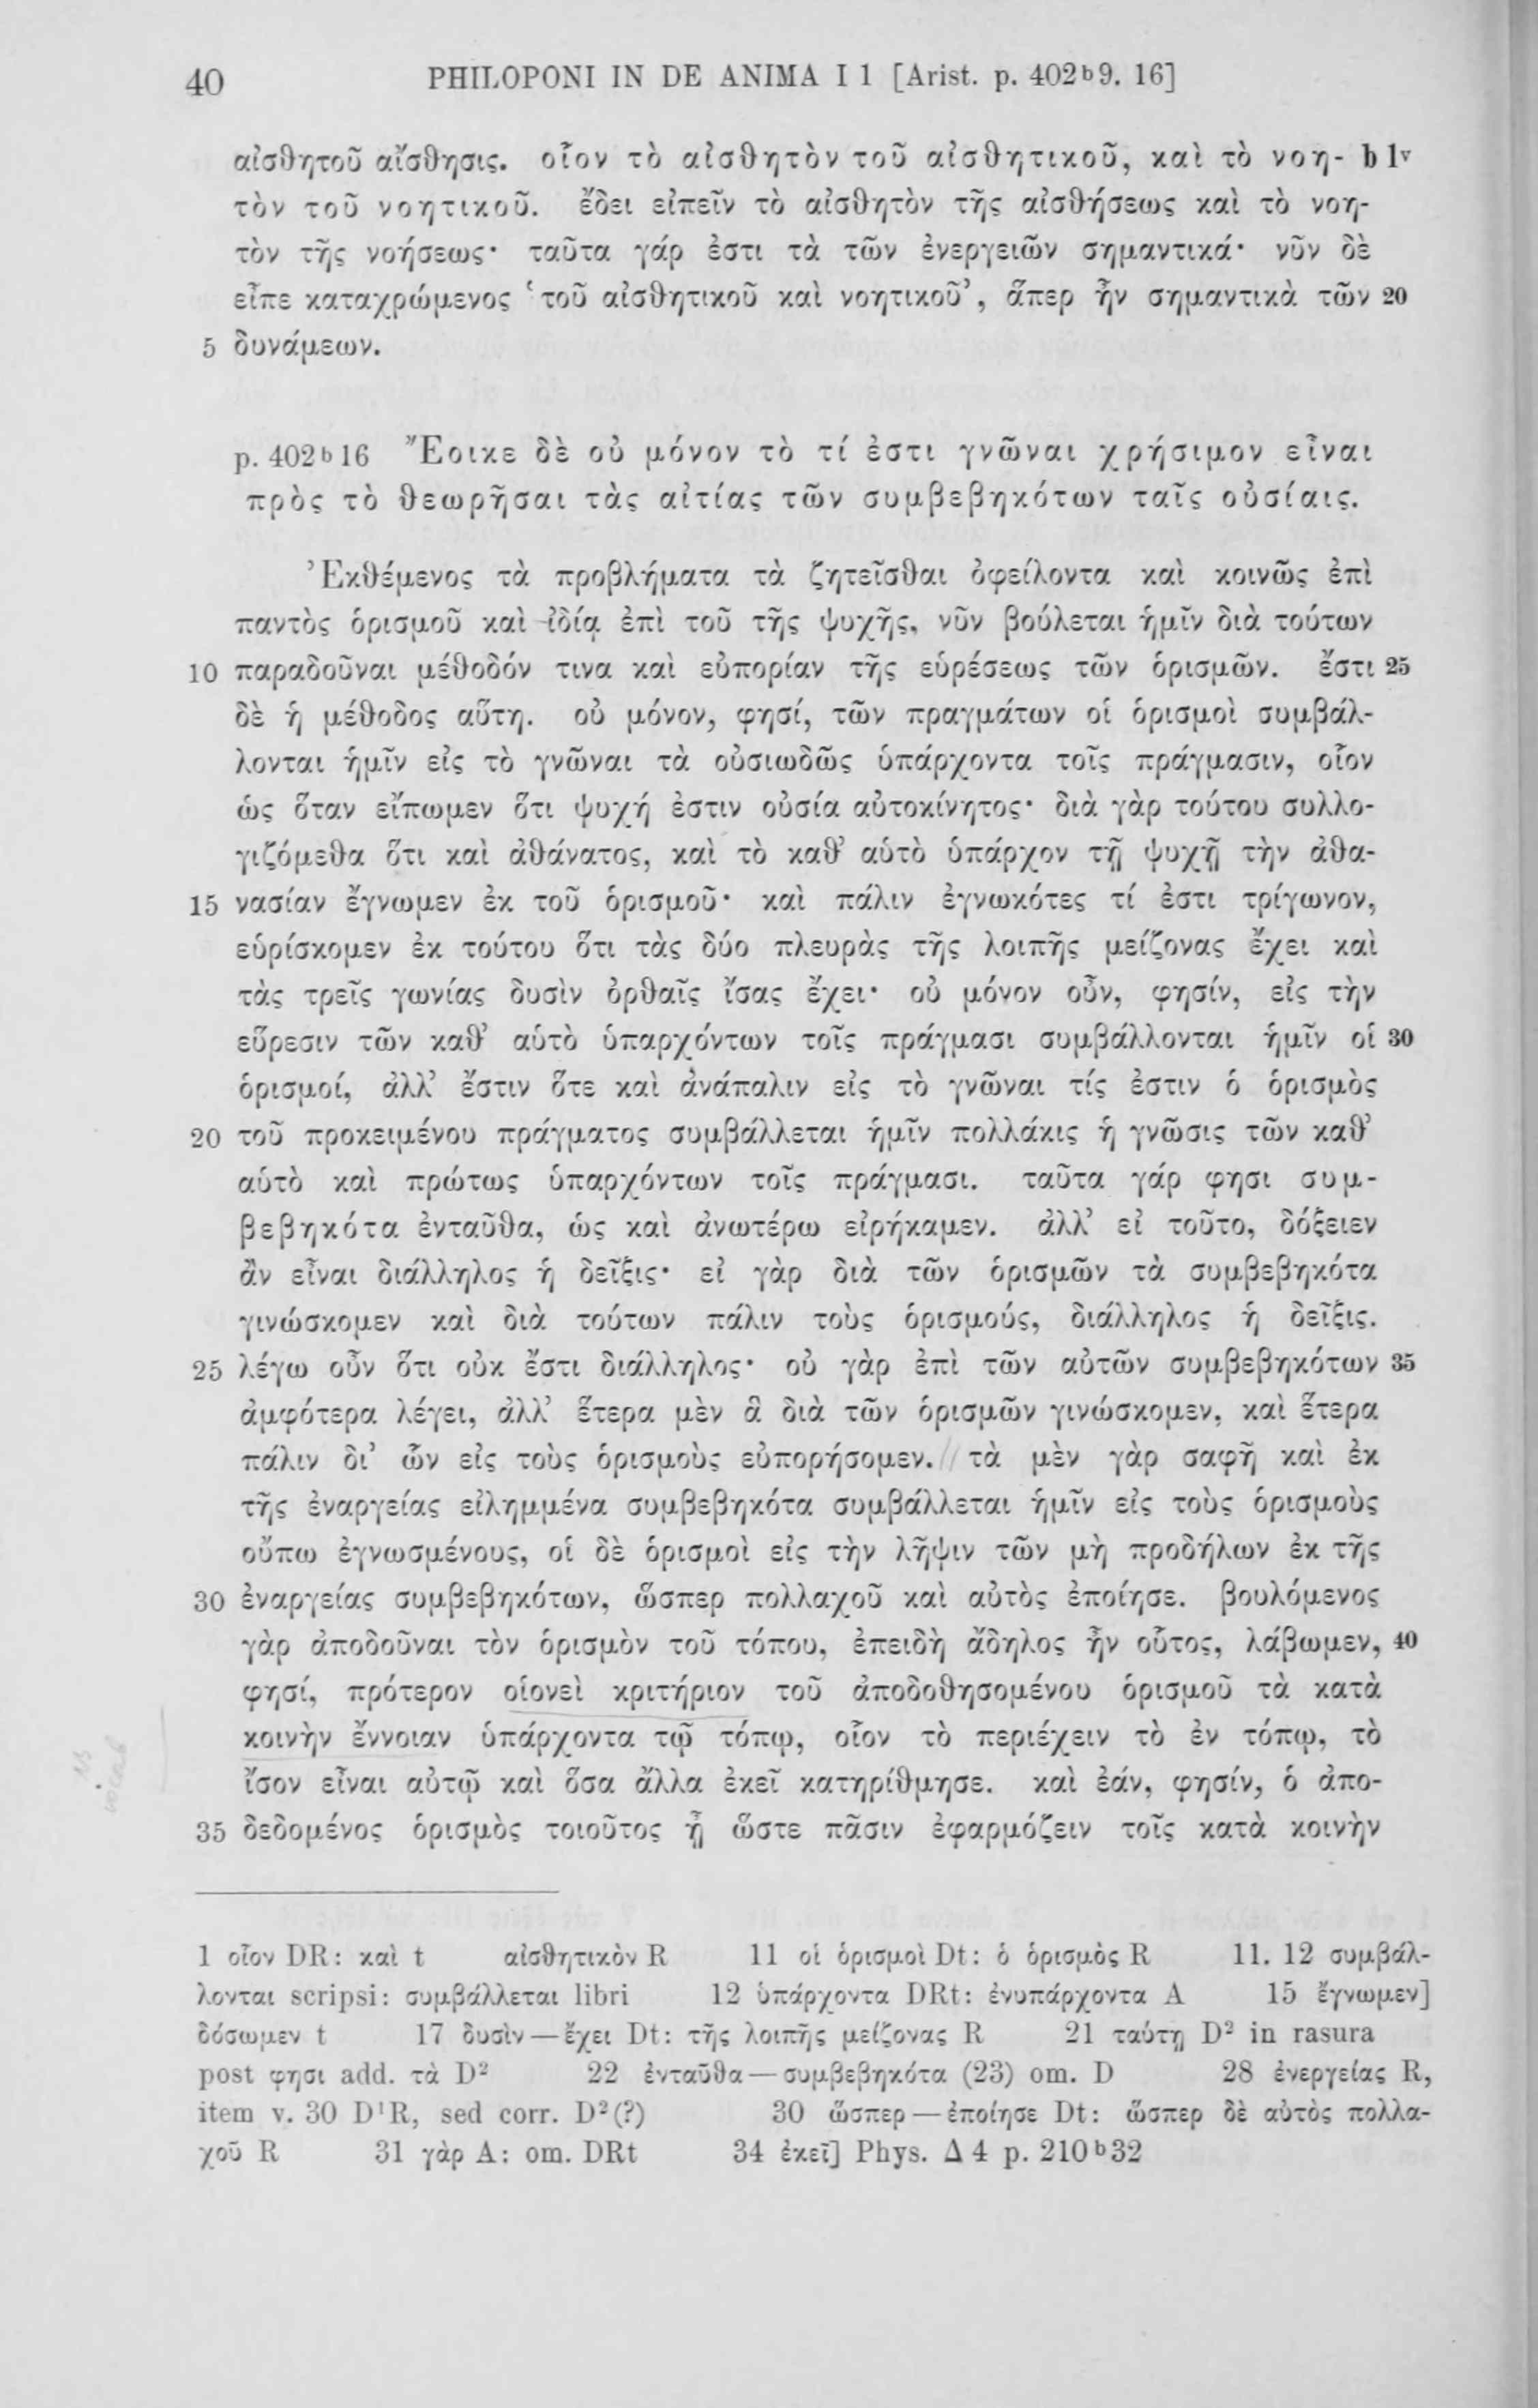 40 PHILOPONI IN DE ANIMA I 1 [Arist. p. 402b9. 16]
αἰσθητοῦ αἴσθησις. οἷον τὸ αἰσθητὸν τοῦ αἰσθητικοῦ, καὶ τὸ νοη- b 1v
τὸν τοῦ νοητικοῦ. ἔδει εἰπεῖν τὸ αἰσθητὸν τῆς αἰσθήσεως καὶ τὸ νοη-
τὸν τῆς νοήσεως· ταῦτα γάρ ἐστι τὰ τῶν ἐνεργειῶν σημαντικά· νῦν δὲ
εἶπε καταχρώμενος ‘τοῦ αἰσθητικοῦ καὶ νοητικοῦ’, ἅπερ ἦν σημαντικὰ τῶν 20
5 δυνάμεων.
p. 402b16 Ἔοικε δὲ οὐ μόνον τὸ τί ἐστι γνῶναι χρήσιμον εἶναι
πρὸς τὸ θεωρῆσαι τὰς αἰτίας τῶν συμβεβηκότων ταῖς οὐσίαις.
Ἐκθέμενος τὰ προβλήματα τὰ ζητεῖσθαι ὀφείλοντα καὶ κοινῶς ἐπὶ
παντὸς ὁρισμοῦ καὶ ἰδίᾳ ἐπὶ τοῦ τῆς ψυχῆς, νῦν βούλεται ἡμῖν διὰ τούτων
10 παραδοῦναι μέθοδόν τινα καὶ εὐπορίαν τῆς εὑρέσεως τῶν ὁρισμῶν. ἔστι 25
δὲ ἡ μέθοδος αὕτη. οὐ μόνον, φησί, τῶν πραγμάτων οἱ ὁρισμοὶ συμβάλ-
λονται ἡμῖν εἰς τὸ γνῶναι τὰ οὐσιωδῶς ὑπάρχοντα τοῖς πράγμασιν, οἷον
ὡς ὅταν εἴπωμεν ὅτι ψυχή ἐστιν οὐσία αὐτοκίνητος· διὰ γὰρ τούτου συλλο-
γιζόμεθα ὅτι καὶ ἀθάνατος, καὶ τὸ καθ’ αὑτὸ ὑπάρχον τῇ ψυχῇ τὴν ἀθα-
15 νασίαν ἔγνωμεν ἐκ τοῦ ὁρισμοῦ· καὶ πάλιν ἐγνωκότες τί ἐστι τρίγωνον,
εὑρίσκομεν ἐκ τούτου ὅτι τὰς δύο πλευρὰς τῆς λοιπῆς μείζονας ἔχει καὶ
τὰς τρεῖς γωνίας δυσὶν ὀρθαῖς ἴσας ἔχει· οὐ μόνον οὖν, φησίν, εἰς τὴν
εὕρεσιν τῶν καθ’ αὑτὸ ὑπαρχόντων τοῖς πράγμασι συμβάλλονται ἡμῖν οἱ 30
ὁρισμοί, ἀλλ’ ἔστιν ὅτε καὶ ἀνάπαλιν εἰς τὸ γνῶναι τίς ἐστιν ὁ ὁρισμὸς
20 τοῦ προκειμένου πράγματος συμβάλλεται ἡμῖν πολλάκις ἡ γνῶσις τῶν καθ’
αὑτὸ καὶ πρώτως ὑπαρχόντων τοῖς πράγμασι. ταῦτα γάρ φησι συμ-
βεβηκότα ἐνταῦθα, ὡς καὶ ἀνωτέρω εἰρήκαμεν. ἀλλ’ εἰ τοῦτο, δόξειεν
ἂν εἶναι διάλληλος ἡ δεῖξις· εἰ γὰρ διὰ τῶν ὁρισμῶν τὰ συμβεβηκότα
γινώσκομεν καὶ διὰ τούτων πάλιν τοὺς ὁρισμούς, διάλληλος ἡ δεῖξις.
25 λέγω οὖν ὅτι οὐκ ἔστι διάλληλος· οὐ γὰρ ἐπὶ τῶν αὐτῶν συμβεβηκότων 35
ἀμφότερα λέγει, ἀλλ’ ἕτερα μὲν ἃ διὰ τῶν ὁρισμῶν γινώσκομεν, καὶ ἕτερα
πάλιν δι’ ὧν εἰς τοὺς ὁρισμοὺς εὐπορήσομεν. // τὰ μὲν γὰρ σαφῆ καὶ ἐκ
τῆς ἐναργείας εἰλημμένα συμβεβηκότα συμβάλλεται ἡμῖν εἰς τοὺς ὁρισμοὺς
οὔπω ἐγνωσμένους, οἱ δὲ ὁρισμοὶ εἰς τὴν λῆψιν τῶν μὴ προδήλων ἐκ τῆς
30 ἐναργείας συμβεβηκότων, ὥσπερ πολλαχοῦ καὶ αὐτὸς ἐποίησε. βουλόμενος
γὰρ ἀποδοῦναι τὸν ὁρισμὸν τοῦ τόπου, ἐπειδὴ ἄδηλος ἦν οὗτος, λάβωμεν, 40
φησί, πρότερον οἱονεὶ κριτήριον τοῦ ἀποδοθησομένου ὁρισμοῦ τὰ κατὰ
κοινὴν ἔννοιαν ὑπάρχοντα τῷ τόπῳ, οἷον τὸ περιέχειν τὸ ἐν τόπῳ, τὸ
ἴσον εἶναι αὐτῷ καὶ ὅσα ἄλλα ἐκεῖ κατηρίθμησε. καὶ ἐάν, φησίν, ὁ ἀπο-
35 δεδομένος ὁρισμὸς τοιοῦτος ᾖ ὥστε πᾶσιν ἐφαρμόζειν τοῖς κατὰ κοινὴν
1 οἷον DR: καὶ t αἰσθητικὸν R 11 οἱ ὁρισμοὶ Dt: ὁ ὁρισμὸς R 11. 12 συμβάλ-
λονται scripsi: συμβάλλεται libri 12 ὑπάρχοντα DRt: ἐνυπάρχοντα A 15 ἔγνωμεν]
δόσωμεν t 17 δυσὶν—ἔχει Dt: τῆς λοιπῆς μείζονας R 21 ταύτῃ D² in rasura
post φησι add. τὰ D² 22 ἐνταῦθα—συμβεβηκότα (23) om. D 28 ἐνεργείας R,
item v. 30 D¹R, sed corr. D²(?) 30 ὥσπερ—ἐποίησε Dt: ὥσπερ δὲ αὐτὸς πολλα-
χοῦ R 31 γὰρ A: om. DRt 34 ἐκεῖ] Phys. Δ 4 p. 210b32